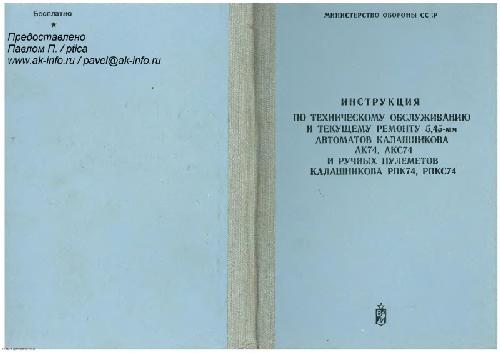 Бесплатно
Предоставлено
Павлом П. / ptica
www.ak-info.ru / pavel@ak-info.ru
МИНИСТЕРСТВО ОБОРОНЫ СССР
ИНСТРУКЦИЯ
ПО ТЕХНИЧЕСКОМУ ОБСЛУЖИВАНИЮ
И ТЕКУЩЕМУ РЕМОНТУ 5,45-мм
АВТОМАТОВ КАЛАШНИКОВА
АК74, АКС74
И РУЧНЫХ ПУЛЕМЕТОВ
КАЛАШНИКОВА РПК74, РПКС74